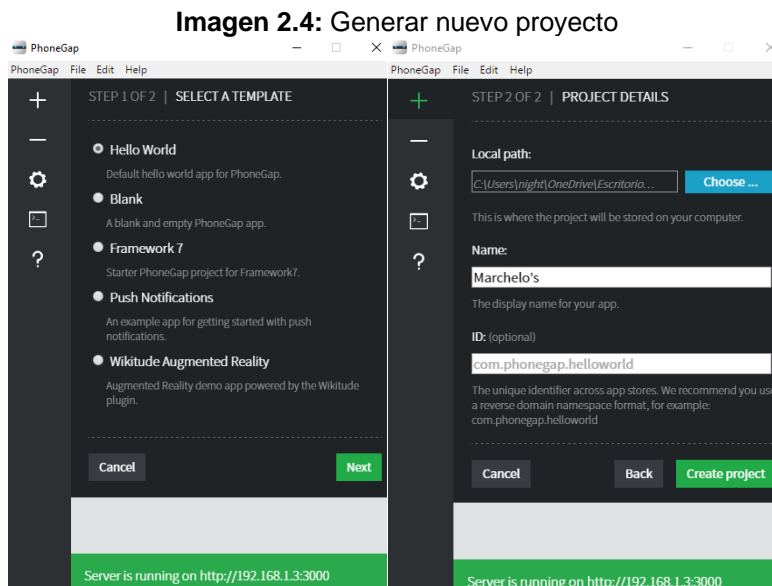 Imagen 2.4: Generar nuevo proyecto
PhoneGap
PhoneGap File Edit Help
STEP 1 OF 2 | SELECT A TEMPLATE
Hello World
Default hello world app for PhoneGap.
Blank
A blank and empty PhoneGap app.
Framework 7
Starter PhoneGap project for Framework7.
Push Notifications
An example app for getting started with push
notifications.
Wikitude Augmented Reality
Augmented Reality demo app powered by the Wikitude
plugin.
Cancel Next
Server is running on http://192.168.1.3:3000
PhoneGap
PhoneGap File Edit Help
STEP 2 OF 2 | PROJECT DETAILS
Local path:
C:\Users\night\OneDrive\Escritorio... Choose ...
This is where the project will be stored on your computer.
Name:
Marchelo's
The display name for your app.
ID: (optional)
com.phonegap.helloworld
The unique identifier across app stores. We recommend you use
a reverse domain namespace format, for example:
com.phonegap.helloworld
Cancel Back Create project
Server is running on http://192.168.1.3:3000